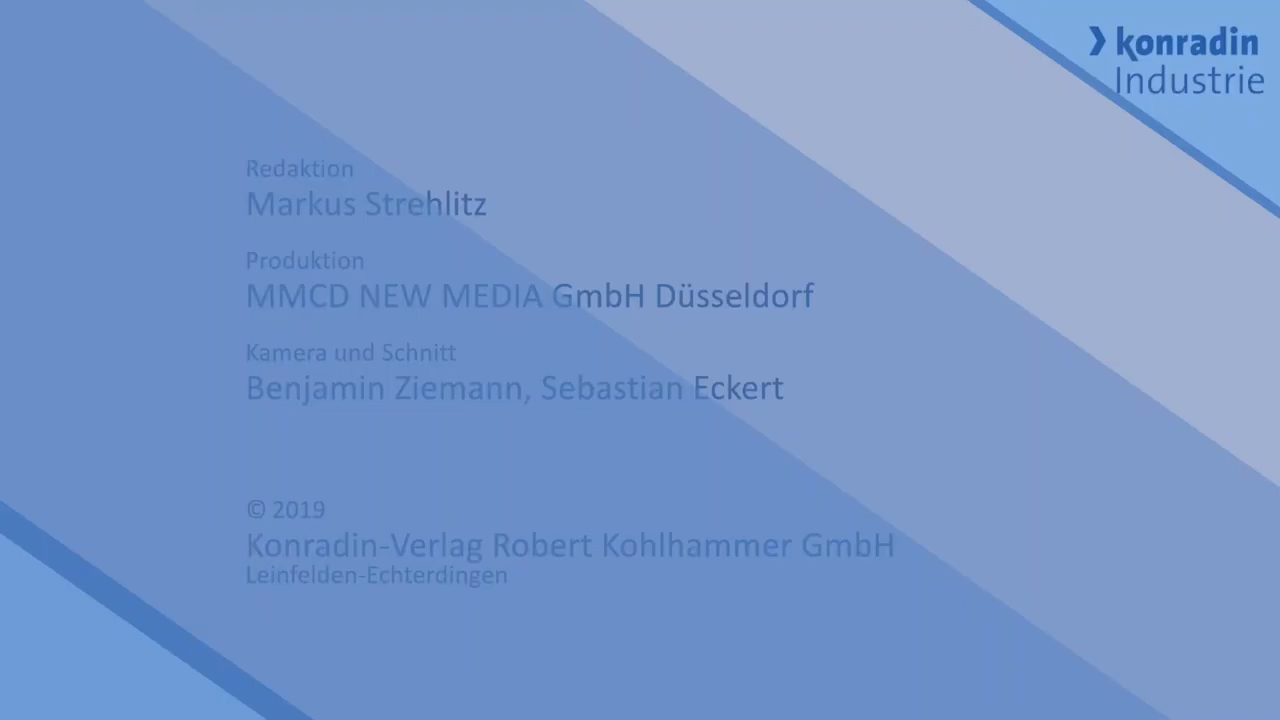 konradin
Industrie
Redaktion
Markus Strehlitz
Produktion
MMCD NEW MEDIA GmbH Düsseldorf
Kamera und Schnitt
Benjamin Ziemann, Sebastian Eckert
© 2019
Konradin-Verlag Robert Kohlhammer GmbH
Leinfelden-Echterdingen